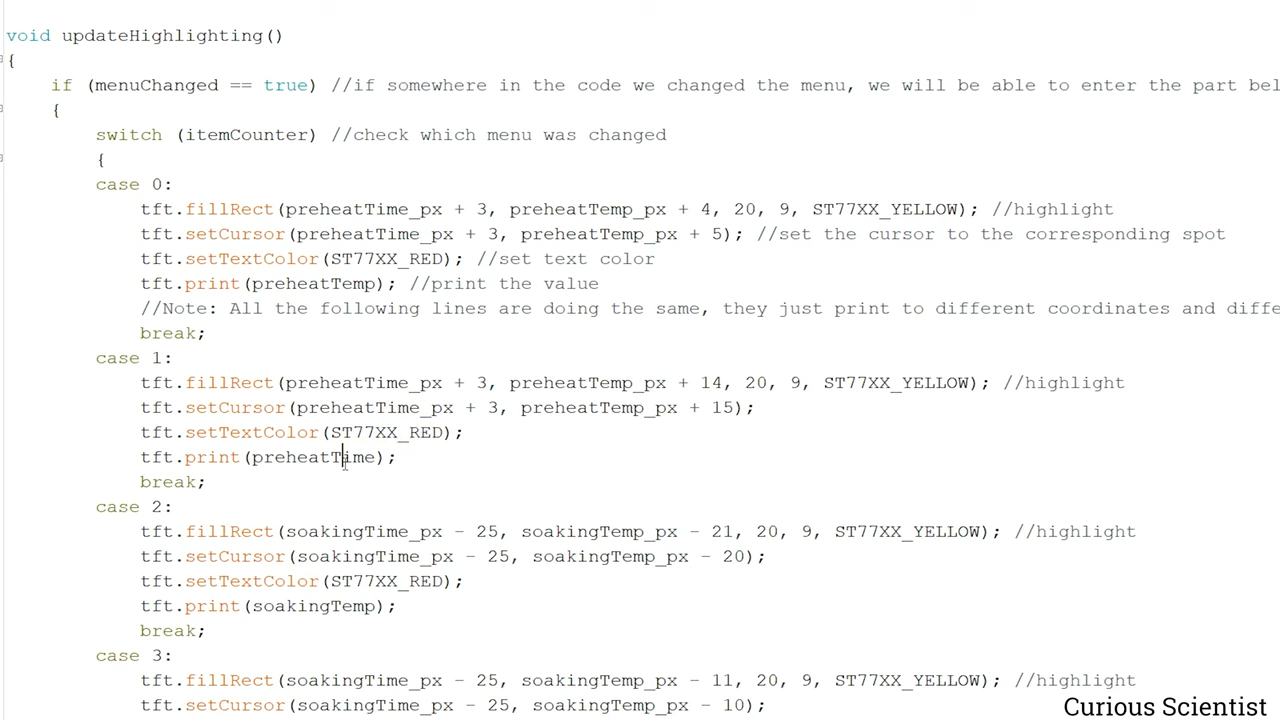 void updateHighlighting()
{
if (menuChanged == true) //if somewhere in the code we changed the menu, we will be able to enter the part bel
{
switch (itemCounter) //check which menu was changed
{
case 0:
tft.fillRect(preheatTime_px + 3, preheatTemp_px + 4, 20, 9, ST77XX_YELLOW); //highlight
tft.setCursor(preheatTime_px + 3, preheatTemp_px + 5); //set the cursor to the corresponding spot
tft.setTextColor(ST77XX_RED); //set text color
tft.print(preheatTemp); //print the value
//Note: All the following lines are doing the same, they just print to different coordinates and diffe
break;
case 1:
tft.fillRect(preheatTime_px + 3, preheatTemp_px + 14, 20, 9, ST77XX_YELLOW); //highlight
tft.setCursor(preheatTime_px + 3, preheatTemp_px + 15);
tft.setTextColor(ST77XX_RED);
tft.print(preheatTime);
break;
case 2:
tft.fillRect(soakingTime_px - 25, soakingTemp_px - 21, 20, 9, ST77XX_YELLOW); //highlight
tft.setCursor(soakingTime_px - 25, soakingTemp_px - 20);
tft.setTextColor(ST77XX_RED);
tft.print(soakingTemp);
break;
case 3:
tft.fillRect(soakingTime_px - 25, soakingTemp_px - 11, 20, 9, ST77XX_YELLOW); //highlight
tft.setCursor(soakingTime_px - 25, soakingTemp_px - 10);
Curious Scientist